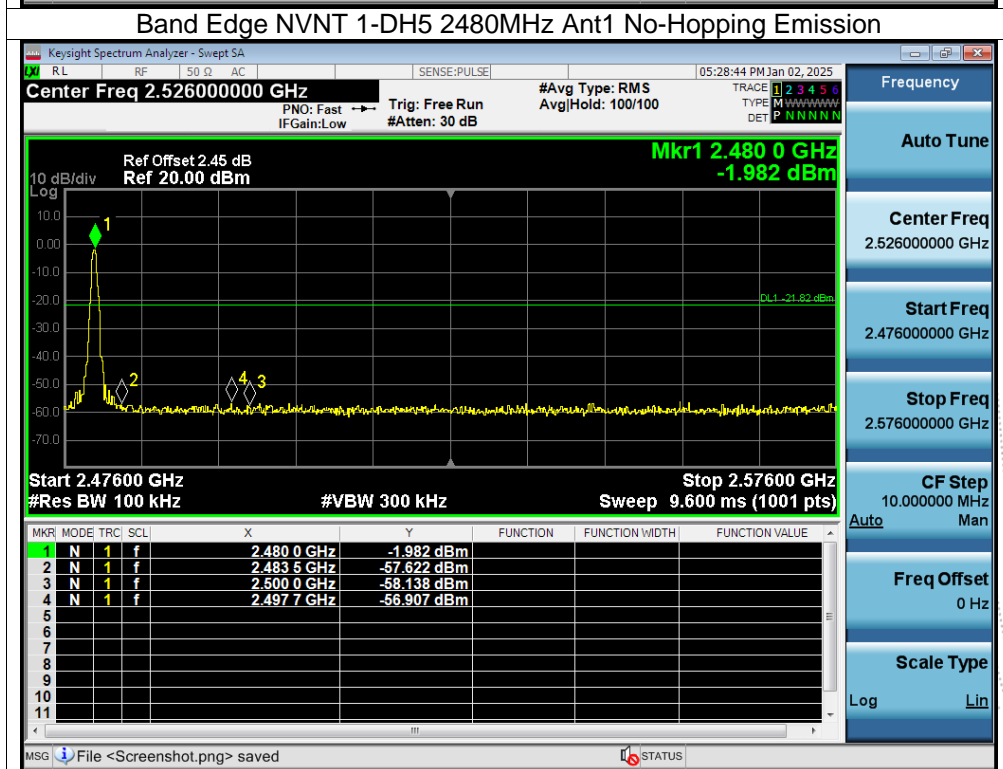 Band Edge NVNT 1-DH5 2480MHz Ant1 No-Hopping Emission
Keysight Spectrum Analyzer - Swept SA
LXI RL RF 50 Ω AC SENSE:PULSE 05:28:44 PM Jan 02, 2025
Center Freq 2.526000000 GHz
PNO: Fast
IFGain:Low
Trig: Free Run
#Atten: 30 dB
#Avg Type: RMS
Avg|Hold: 100/100
TRACE 1 2 3 4 5 6
TYPE M WWWWW
DET P N N N N N
Frequency
Auto Tune
Center Freq
2.526000000 GHz
Start Freq
2.476000000 GHz
Stop Freq
2.576000000 GHz
CF Step
10.000000 MHz
Auto Man
Freq Offset
0 Hz
Scale Type
Log Lin
Mkr1 2.480 0 GHz
-1.982 dBm
Ref Offset 2.45 dB
10 dB/div Ref 20.00 dBm
Log
10.0
0.00
-10.0
-20.0
-30.0
-40.0
-50.0
-60.0
-70.0
1
2
4
3
DL1 -21.82 dBm
Start 2.47600 GHz Stop 2.57600 GHz
#Res BW 100 kHz #VBW 300 kHz Sweep 9.600 ms (1001 pts)
MKR MODE TRC SCL X Y FUNCTION FUNCTION WIDTH FUNCTION VALUE
1 N 1 f 2.480 0 GHz -1.982 dBm
2 N 1 f 2.483 5 GHz -57.622 dBm
3 N 1 f 2.500 0 GHz -58.138 dBm
4 N 1 f 2.497 7 GHz -56.907 dBm
5
6
7
8
9
10
11
MSG File <Screenshot.png> saved STATUS